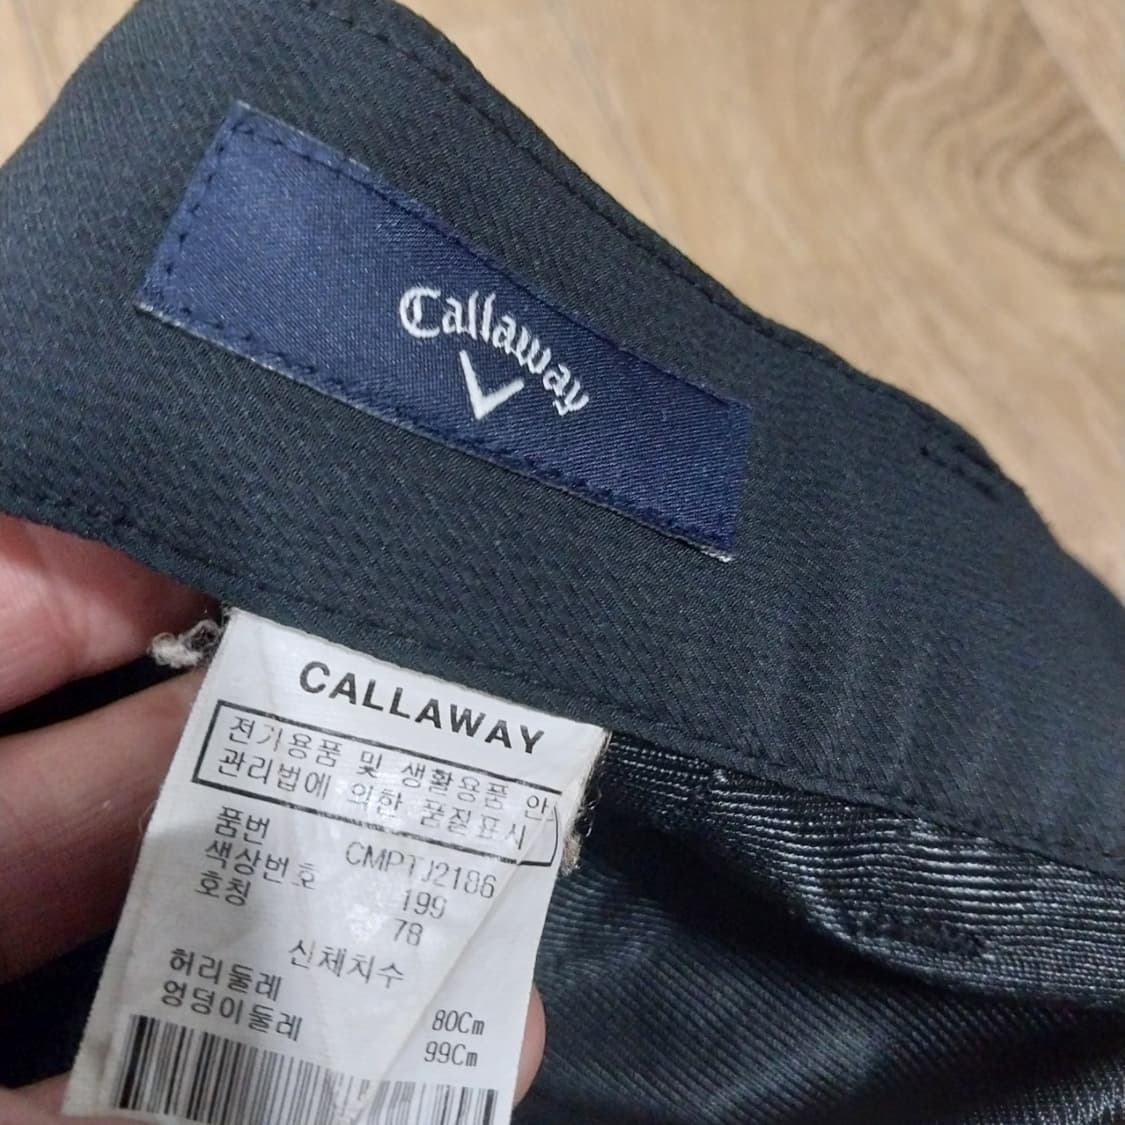 Callaway
CALLAWAY
전기용품 및 생활용품 안
관리법에 의한 품질표시
품번 CMPTJ2186
색상번호 199
호칭 78
신체치수
허리둘레 80Cm
엉덩이둘레 99Cm